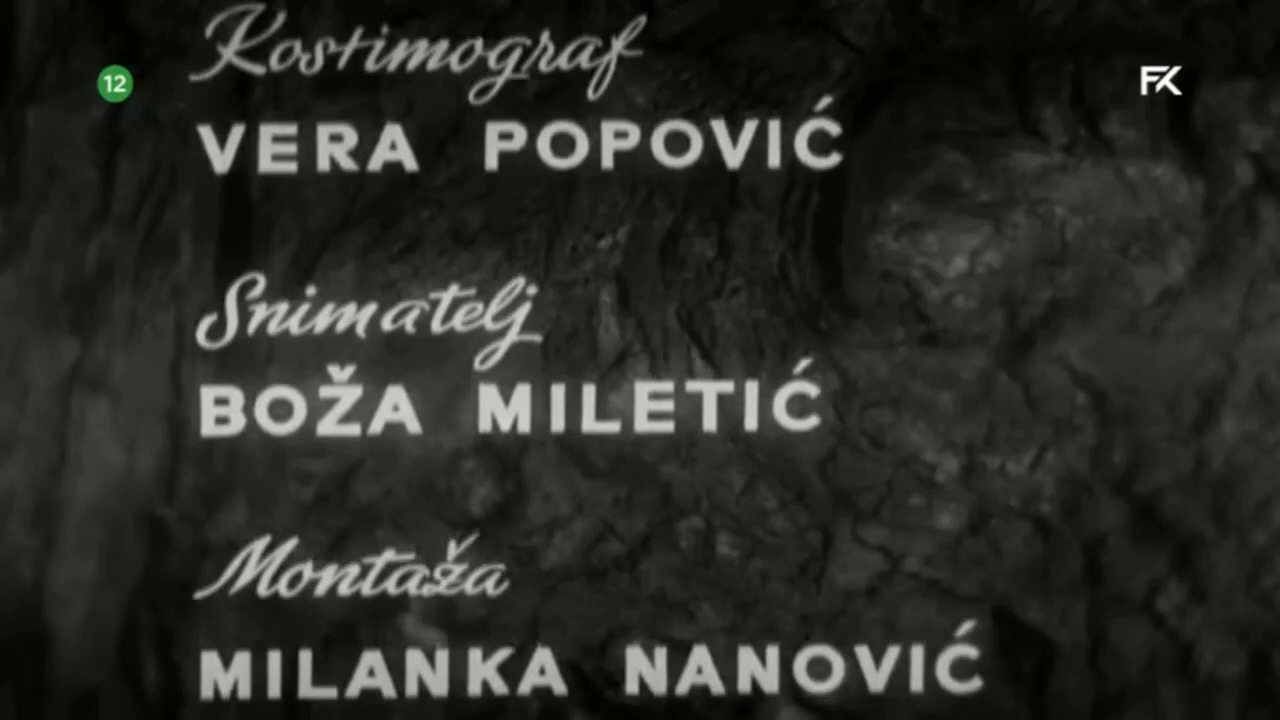 Kostimograf
12
FK
VERA POPOVIĆ
Snimatelj
BOŽA MILETIĆ
Montaža
MILANKA NANOVIĆ